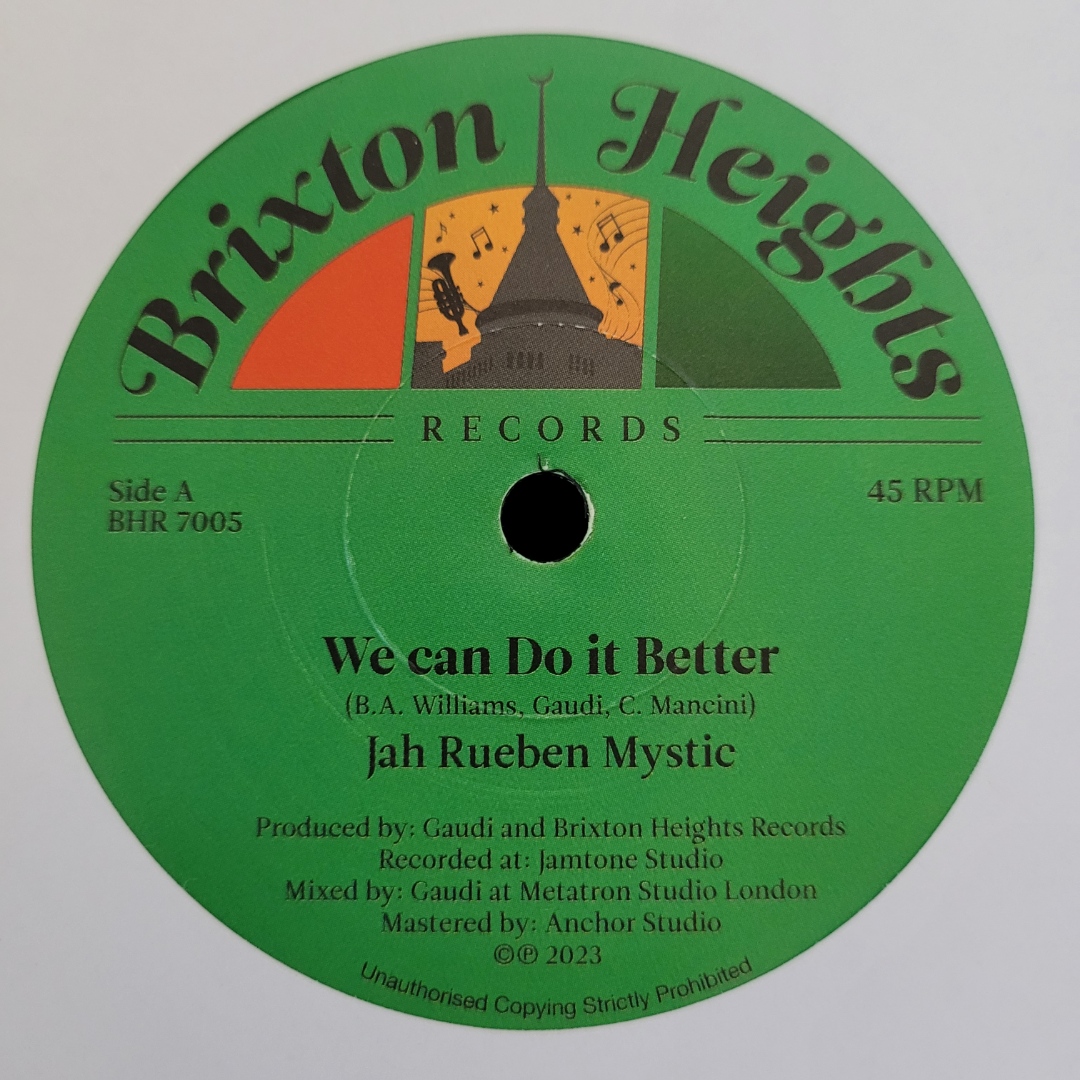 Brixton Heights
RECORDS
Side A
BHR 7005
45 RPM
We can Do it Better
(B.A. Williams, Gaudi, C. Mancini)
Jah Rueben Mystic
Produced by: Gaudi and Brixton Heights Records
Recorded at: Jamtone Studio
Mixed by: Gaudi at Metatron Studio London
Mastered by: Anchor Studio
©℗ 2023
Unauthorised Copying Strictly Prohibited